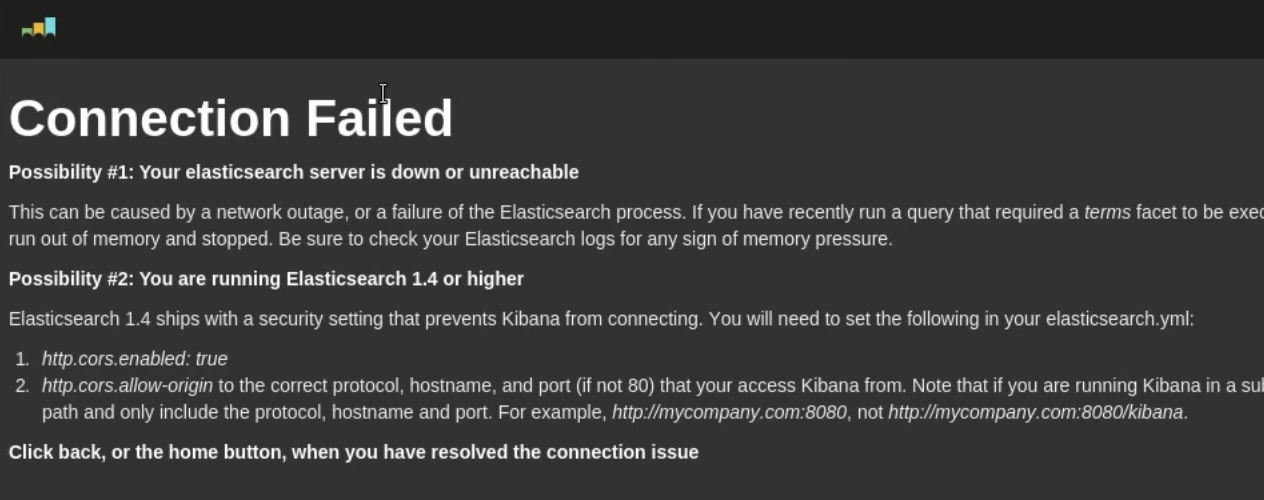 Connection Failed
Possibility #1: Your elasticsearch server is down or unreachable
This can be caused by a network outage, or a failure of the Elasticsearch process. If you have recently run a query that required a terms facet to be
run out of memory and stopped. Be sure to check your Elasticsearch logs for any sign of memory pressure.
Possibility #2: You are running Elasticsearch 1.4 or higher
Elasticsearch 1.4 ships with a security setting that prevents Kibana from connecting. You will need to set the following in your elasticsearch.yml:
1. http.cors.enabled: true
2. http.cors.allow-origin to the correct protocol, hostname, and port (if not 80) that your access Kibana from. Note that if you are running Kibana in a
path and only include the protocol, hostname and port. For example, http://mycompany.com:8080, not http://mycompany.com:8080/kibana.
Click back, or the home button, when you have resolved the connection issue